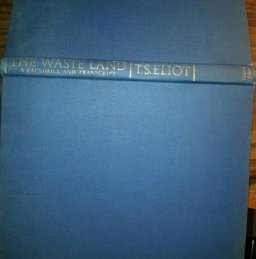 THE WASTE LAND
A FACSIMILE AND TRANSCRIPT
T.S. ELIOT